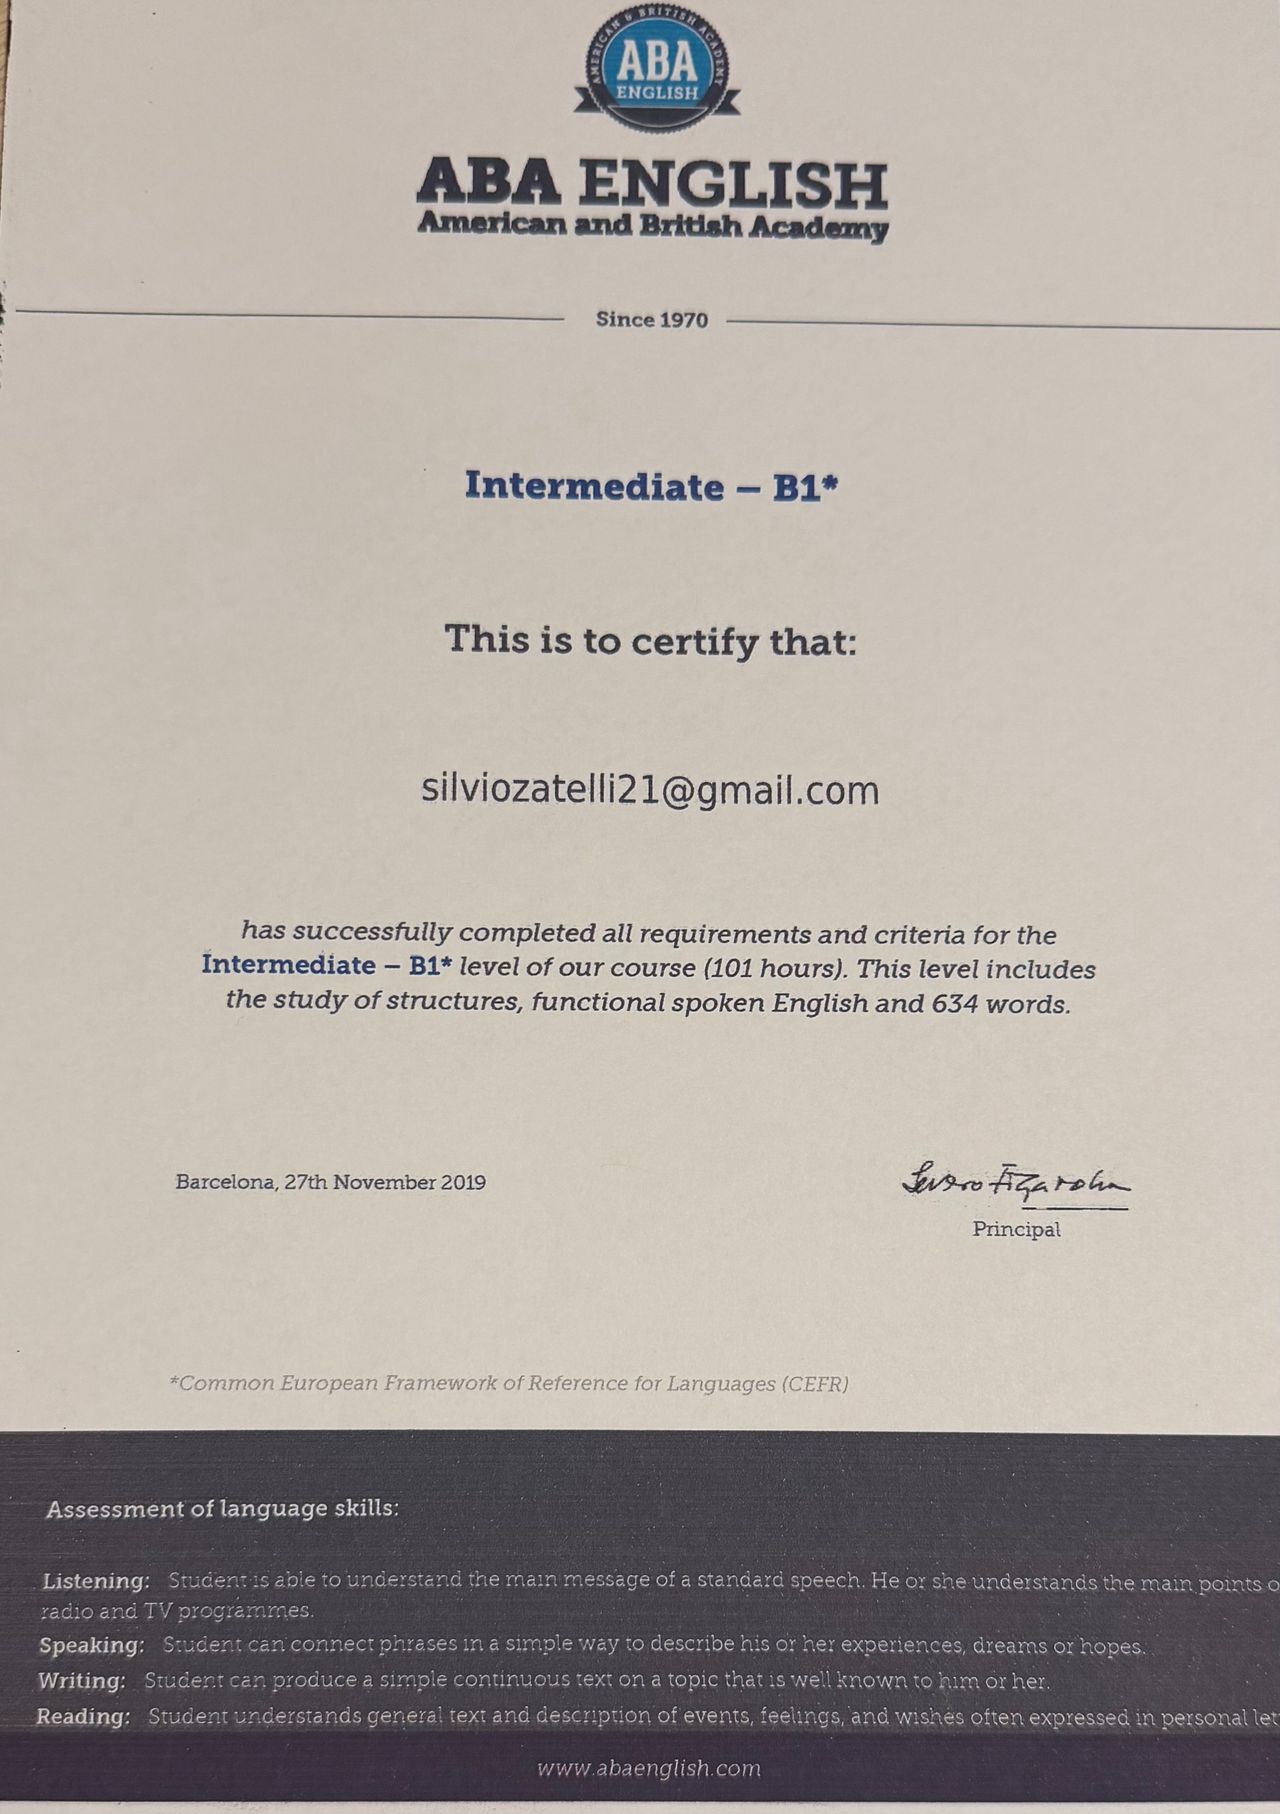 AMERICAN & BRITISH ACADEMY
ABA
ENGLISH
ABA ENGLISH
American and British Academy
Since 1970
Intermediate – B1*
This is to certify that:
silviozatelli21@gmail.com
has successfully completed all requirements and criteria for the
Intermediate – B1* level of our course (101 hours). This level includes
the study of structures, functional spoken English and 634 words.
Barcelona, 27th November 2019
Principal
*Common European Framework of Reference for Languages (CEFR)
Assessment of language skills:
Listening: Student is able to understand the main message of a standard speech. He or she understands the main points
radio and TV programmes.
Speaking: Student can connect phrases in a simple way to describe his or her experiences, dreams or hopes.
Writing: Student can produce a simple continuous text on a topic that is well known to him or her.
Reading: Student understands general text and description of events, feelings, and wishes often expressed in personal
www.abaenglish.com